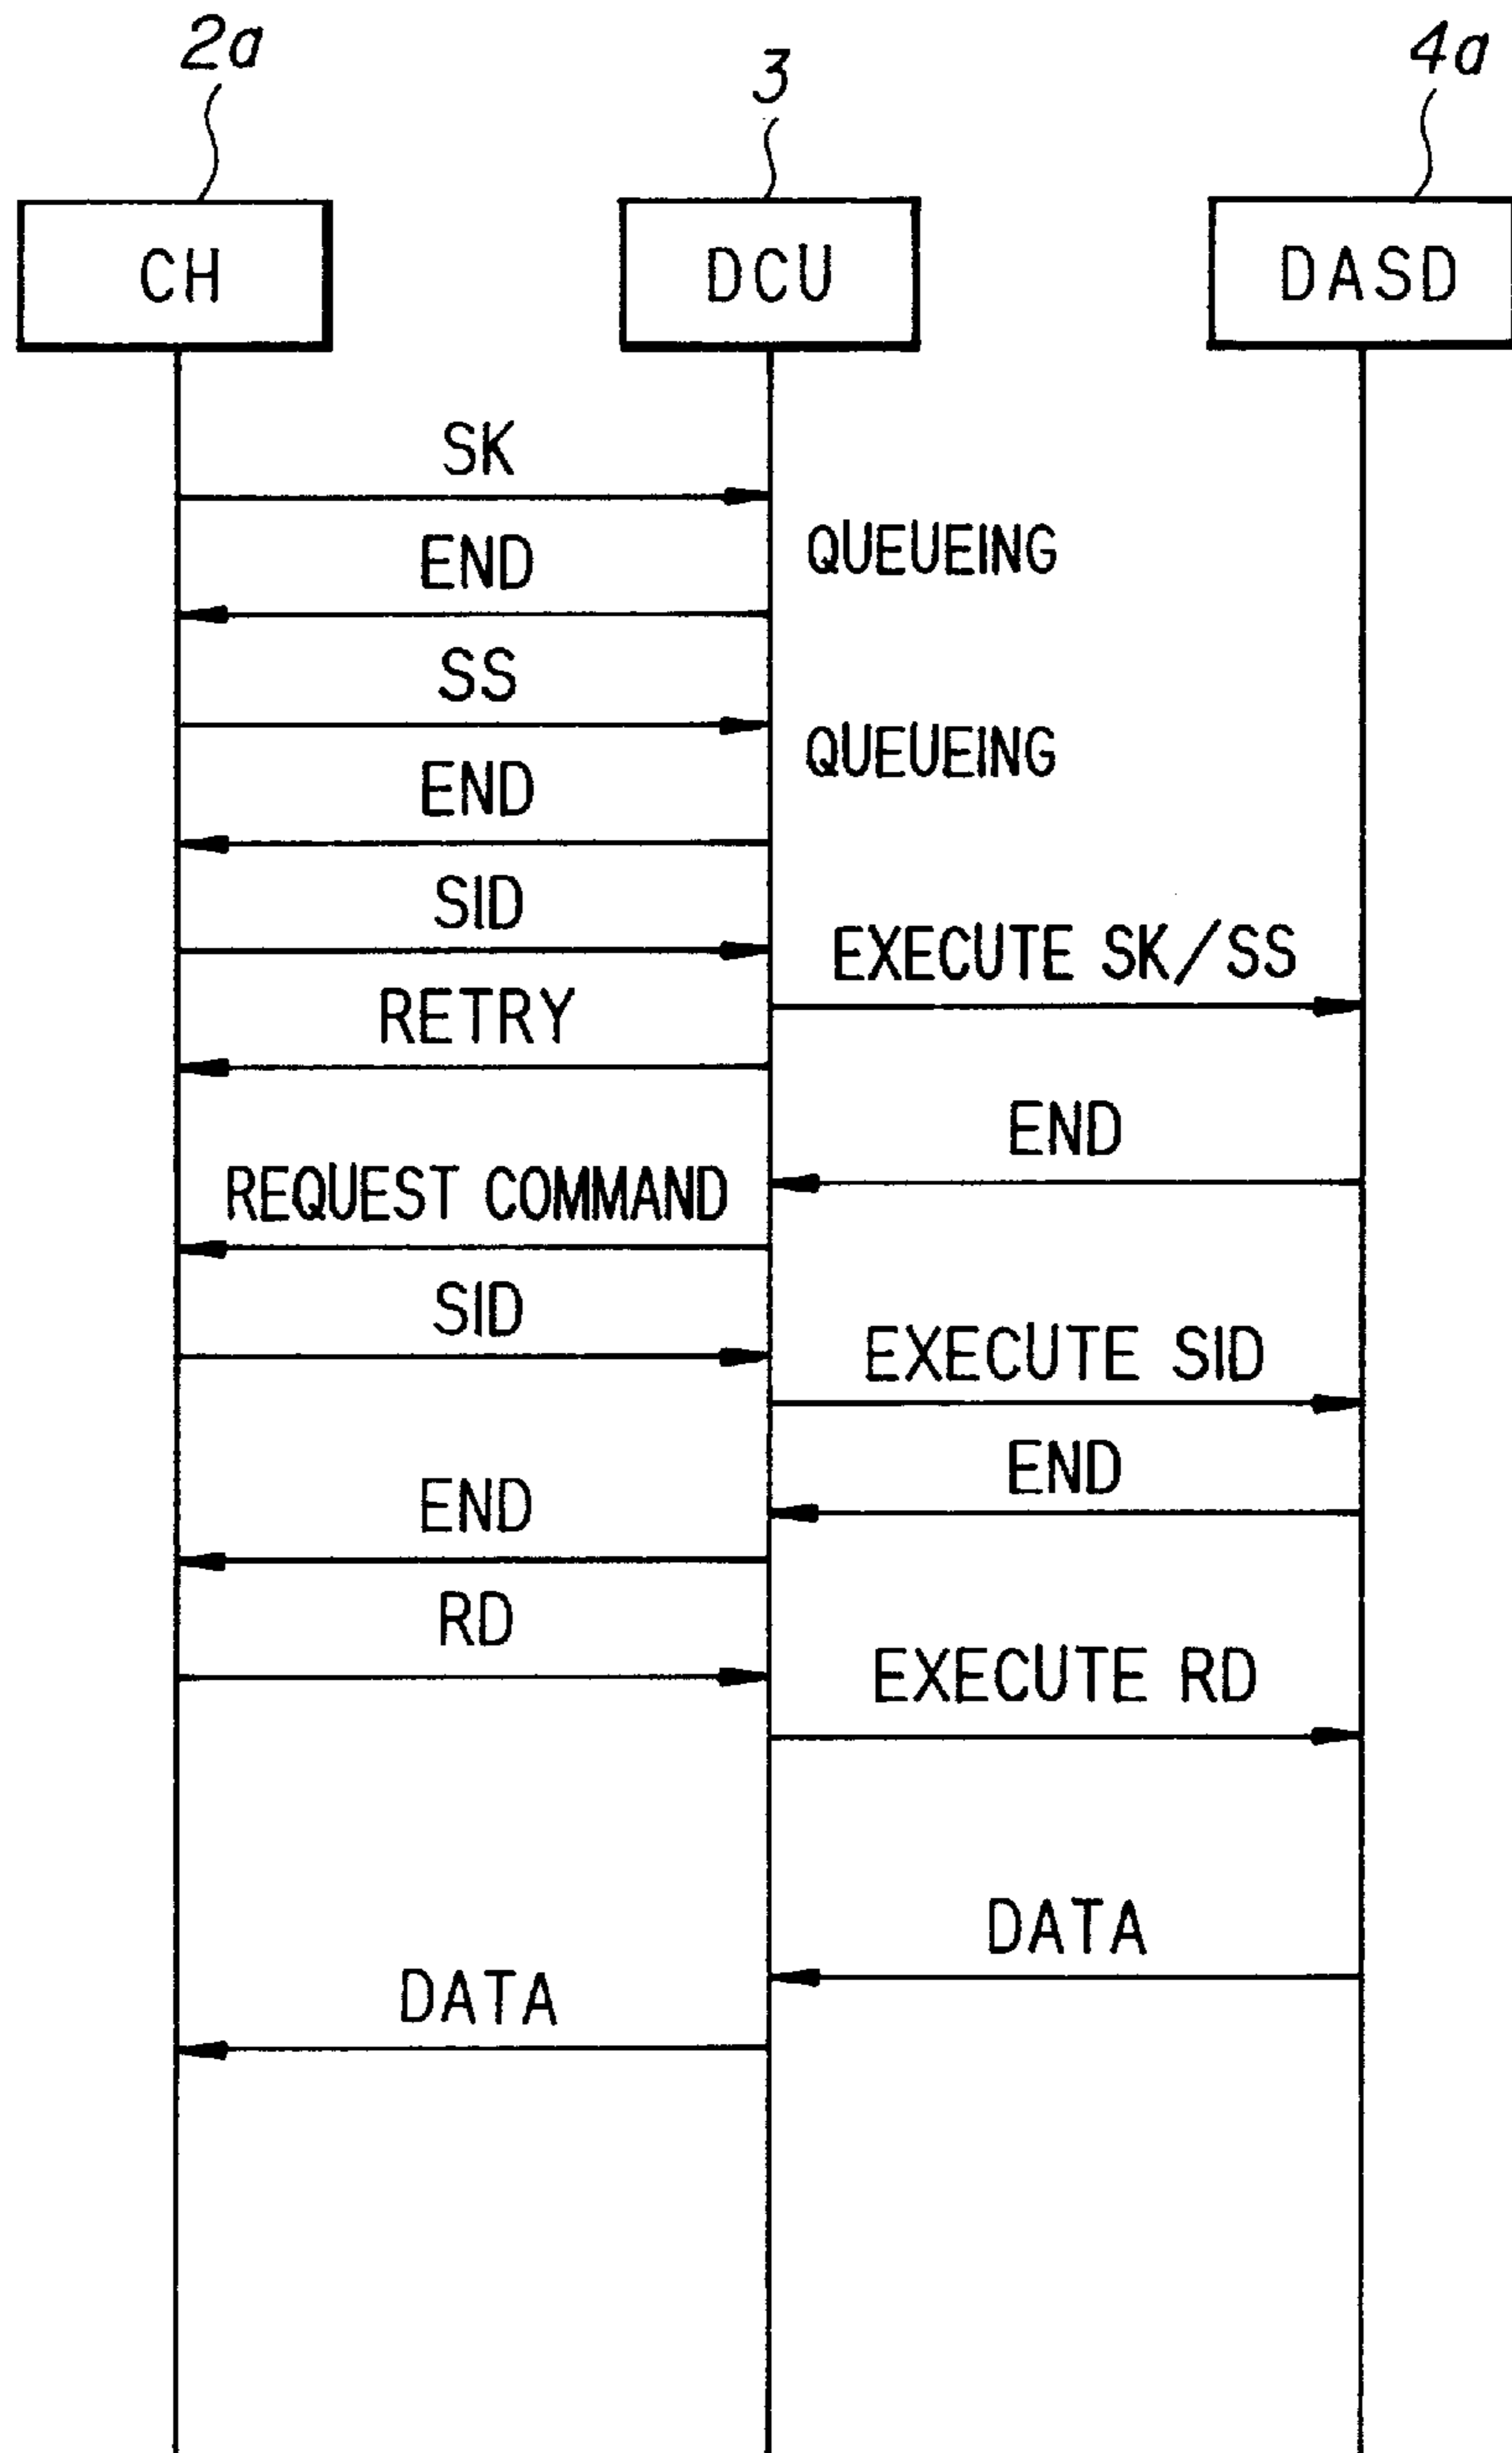 2a
3
4a
CH
DCU
DASD
SK
QUEUEING
END
SS
QUEUEING
END
SID
EXECUTE SK/SS
RETRY
END
REQUEST COMMAND
SID
EXECUTE SID
END
END
RD
EXECUTE RD
DATA
DATA